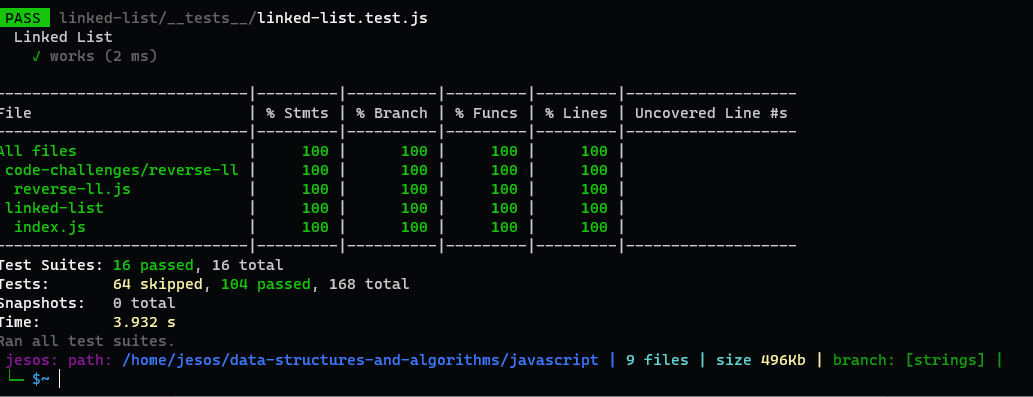 PASS linked-list/__tests__/linked-list.test.js
Linked List
√ works (2 ms)
----------------------------|---------|----------|---------|---------|-------------------
File | % Stmts | % Branch | % Funcs | % Lines | Uncovered Line #s
----------------------------|---------|----------|---------|---------|-------------------
All files | 100 | 100 | 100 | 100 |
code-challenges/reverse-ll | 100 | 100 | 100 | 100 |
reverse-ll.js | 100 | 100 | 100 | 100 |
linked-list | 100 | 100 | 100 | 100 |
index.js | 100 | 100 | 100 | 100 |
----------------------------|---------|----------|---------|---------|-------------------
Test Suites: 16 passed, 16 total
Tests: 64 skipped, 104 passed, 168 total
Snapshots: 0 total
Time: 3.932 s
Ran all test suites.
jesos: path: /home/jesos/data-structures-and-algorithms/javascript | 9 files | size 496kb | branch: [strings] |
└─ $~